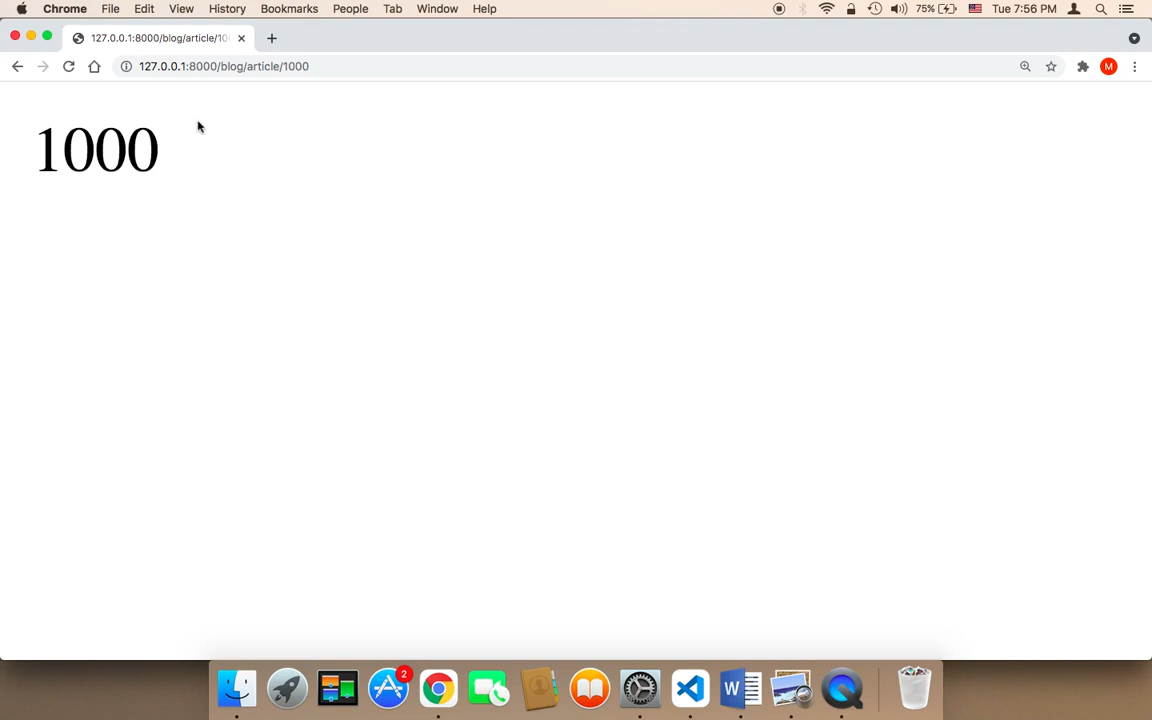 Chrome File Edit View History Bookmarks People Tab Window Help 75% Tue 7:56 PM
127.0.0.1:8000/blog/article/10
127.0.0.1:8000/blog/article/1000
M
1000
2
W